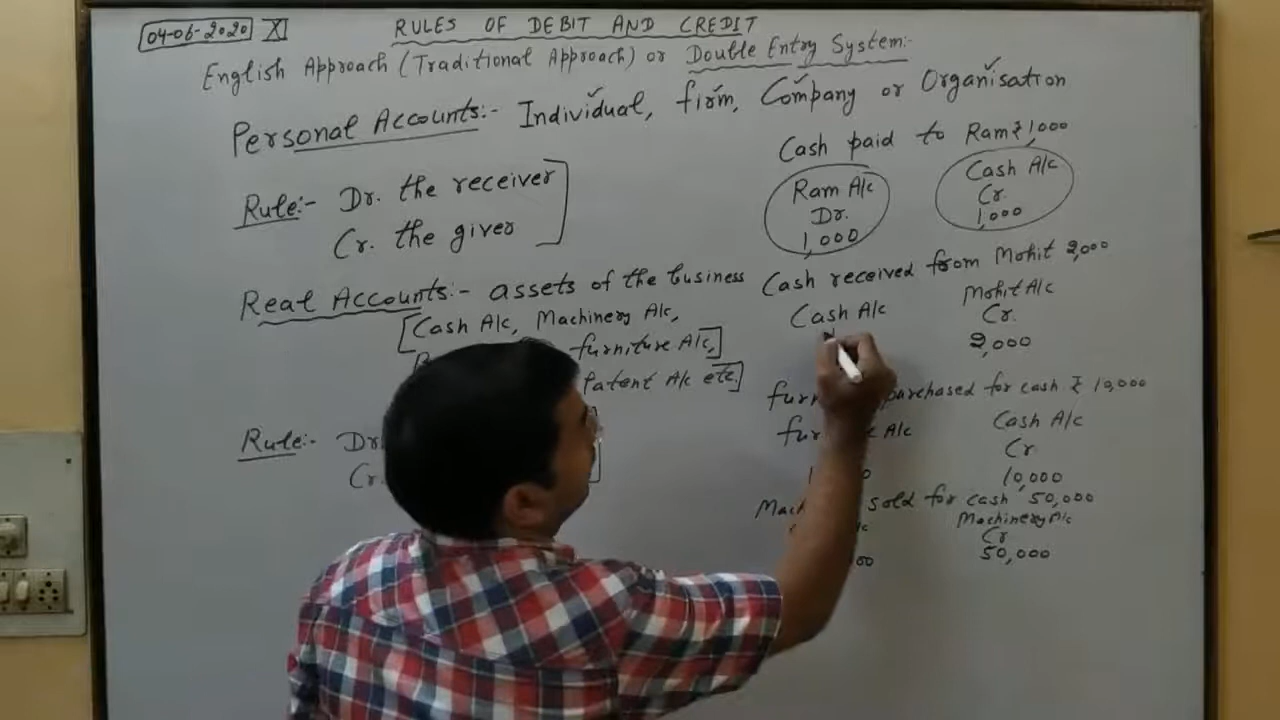 04-06-2020 XI
RULES OF DEBIT AND CREDIT
English Approach (Traditional Approach) or Double Entry System:-
Personal Accounts:- Individual, firm, Company or Organisation
Rule:- Dr. the receiver
Cr. the giver
Real Accounts:- assets of the business
[Cash A/c, Machinery A/c,
furniture A/c,]
Patent A/c etc.]
Rule:- Dr.
Cr.
Cash paid to Ram ₹ 1,000
Ram A/c Cash A/c
Dr. Cr.
1,000 1,000
Cash received from Mohit 2,000
Cash A/c Mohit A/c
Cr.
2,000
purchased for cash ₹ 10,000
A/c Cash A/c
Cr.
10,000
sold for cash 50,000
Machinery A/c
Cr
50,000